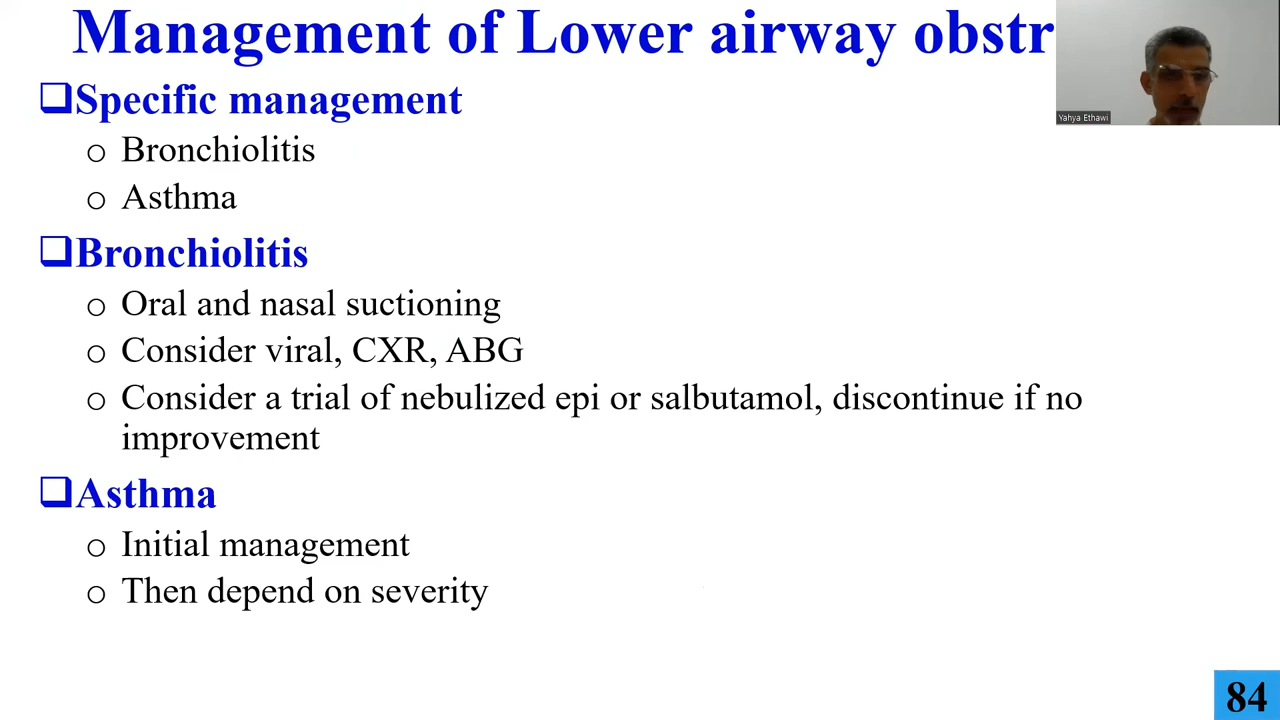 Management of Lower airway obstr
Yahya Ethawi
❑Specific management
o Bronchiolitis
o Asthma
❑Bronchiolitis
o Oral and nasal suctioning
o Consider viral, CXR, ABG
o Consider a trial of nebulized epi or salbutamol, discontinue if no
improvement
❑Asthma
o Initial management
o Then depend on severity
84